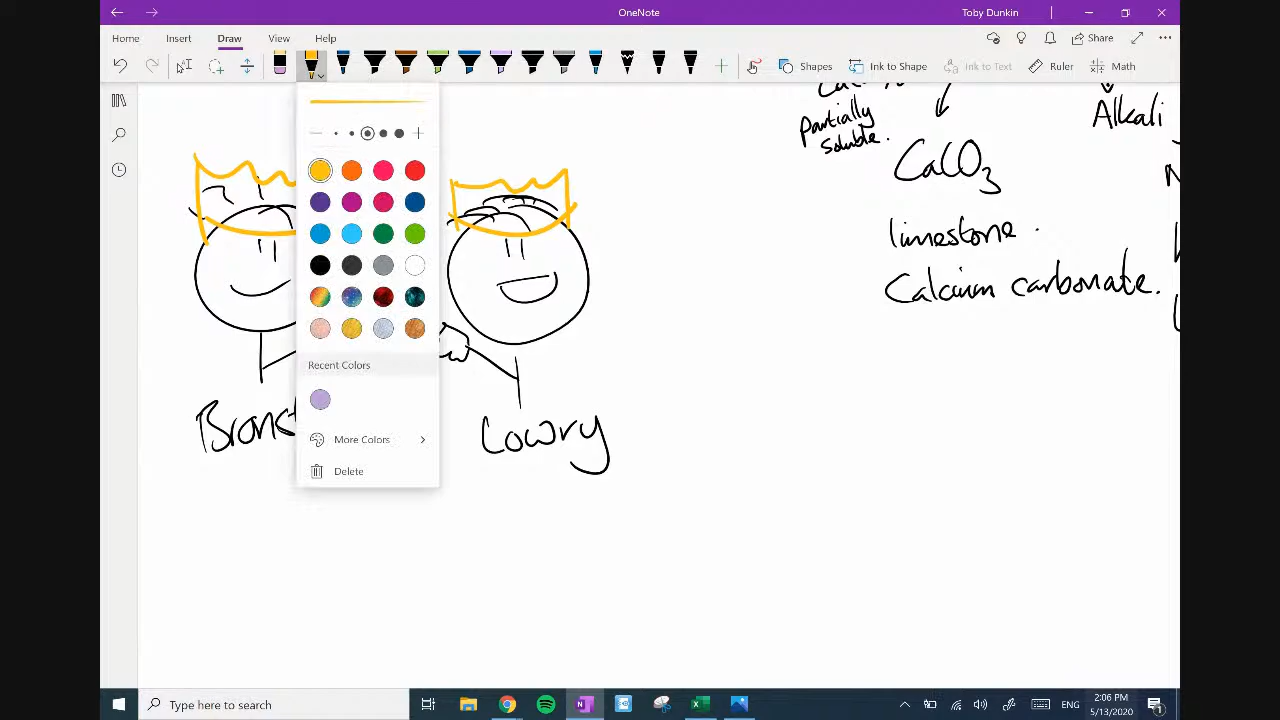 OneNote
Toby Dunkin
Home
Insert
Draw
View
Help
Share
Shapes
Ink to Shape
Ink to Text
Ruler
Math
Partially
Soluble.
Alkali
CaCO3
limestone
Calcium carbonate.
Recent Colors
More Colors
Delete
Bronst
Lowry
Type here to search
ENG
2:06 PM
5/13/2020